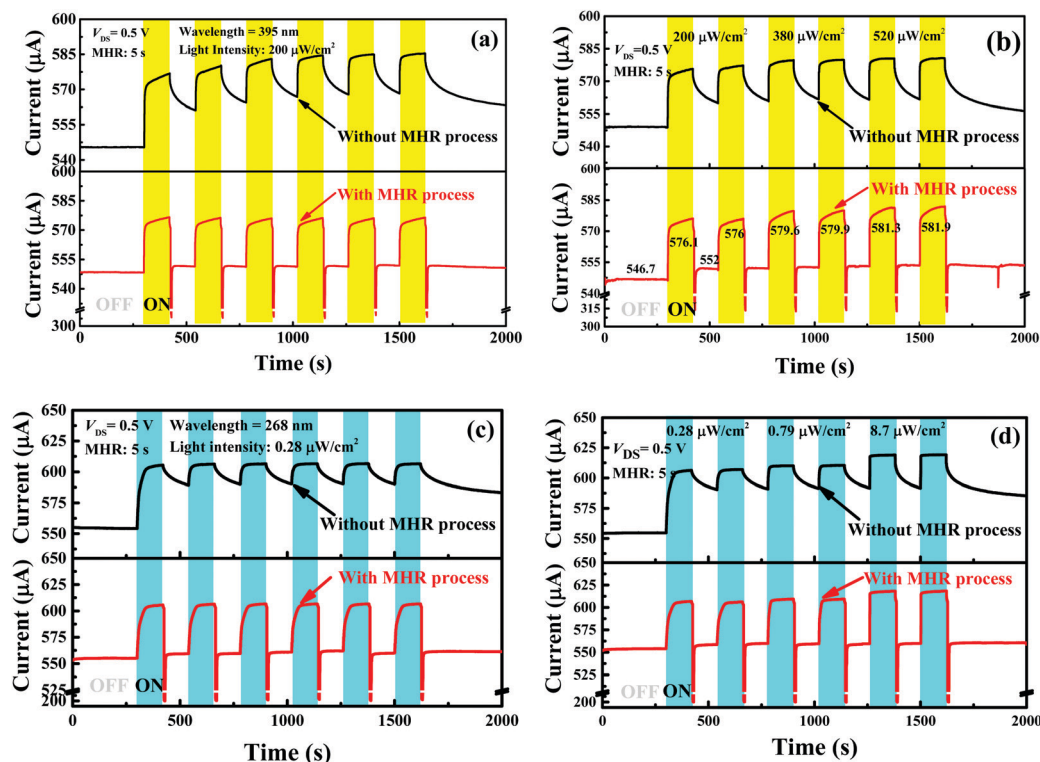 (a)
V_DS = 0.5 V Wavelength = 395 nm
MHR: 5 s Light Intensity: 200 μW/cm²
Without MHR process
With MHR process
OFF ON
Current (μA)
Current (μA)
600
585
570
555
540
600
575
550
300
0 500 1000 1500 2000
Time (s)
(b)
V_DS=0.5 V 200 μW/cm² 380 μW/cm² 520 μW/cm²
MHR: 5 s
Without MHR process
With MHR process
576.1 576 579.6 579.9 581.3 581.9
546.7 552
OFF ON
Current (μA)
Current (μA)
600
585
570
555
540
600
585
570
555
540
315
300
0 500 1000 1500 2000
Time (s)
(c)
V_DS = 0.5 V Wavelength = 268 nm
MHR: 5 s Light intensity: 0.28 μW/cm²
Without MHR process
With MHR process
OFF ON
Current (μA)
Current (μA)
650
625
600
575
550
650
625
600
575
550
525
200
0 500 1000 1500 2000
Time (s)
(d)
0.28 μW/cm² 0.79 μW/cm² 8.7 μW/cm²
V_DS= 0.5 V
MHR: 5 s
Without MHR process
With MHR process
OFF ON
Current (μA)
Current (μA)
650
625
600
575
550
650
625
600
575
550
525
200
0 500 1000 1500 2000
Time (s)